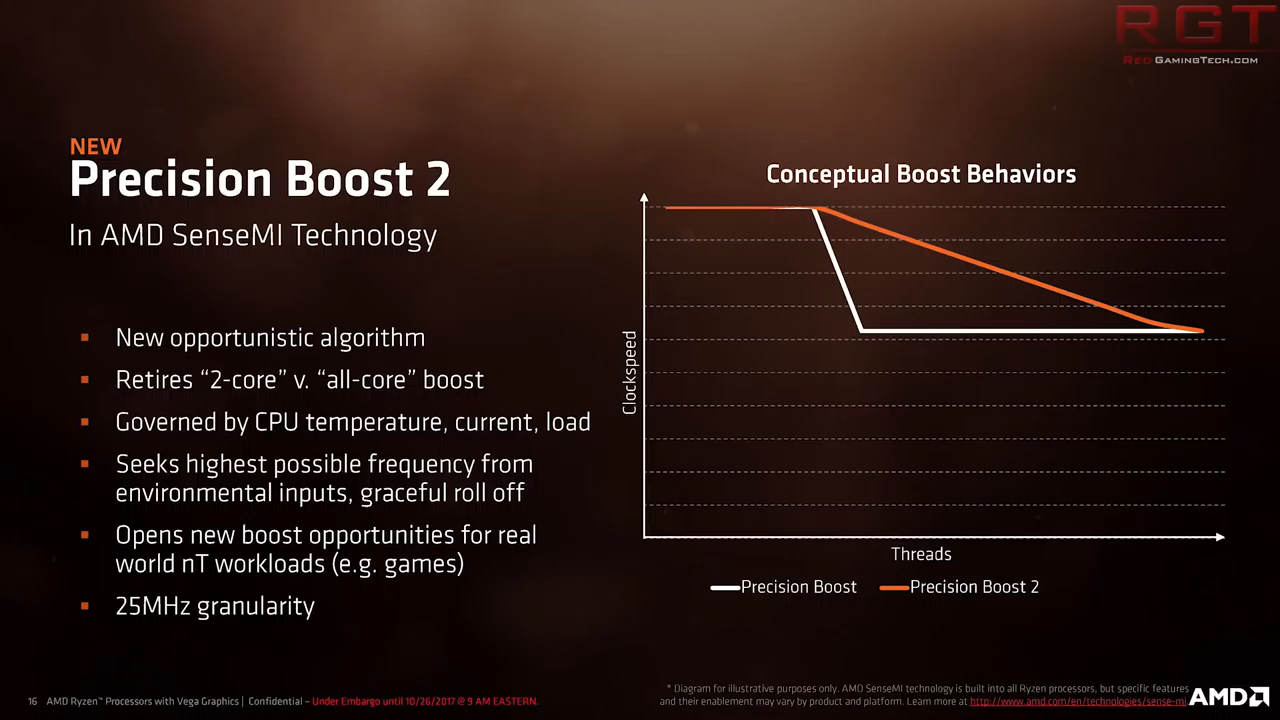 RGT
RedGamingTech.com
NEW
Precision Boost 2
In AMD SenseMI Technology
▪ New opportunistic algorithm
▪ Retires “2-core” v. “all-core” boost
▪ Governed by CPU temperature, current, load
▪ Seeks highest possible frequency from
environmental inputs, graceful roll off
▪ Opens new boost opportunities for real
world nT workloads (e.g. games)
▪ 25MHz granularity
Conceptual Boost Behaviors
Clockspeed
Threads
Precision Boost Precision Boost 2
16 AMD Ryzen™ Processors with Vega Graphics | Confidential – Under Embargo until 10/26/2017 @ 9 AM EASTERN.
* Diagram for illustrative purposes only. AMD SenseMI technology is built into all Ryzen processors, but specific features
and their enablement may vary by product and platform. Learn more at http://www.amd.com/en/technologies/sense-mi
AMD